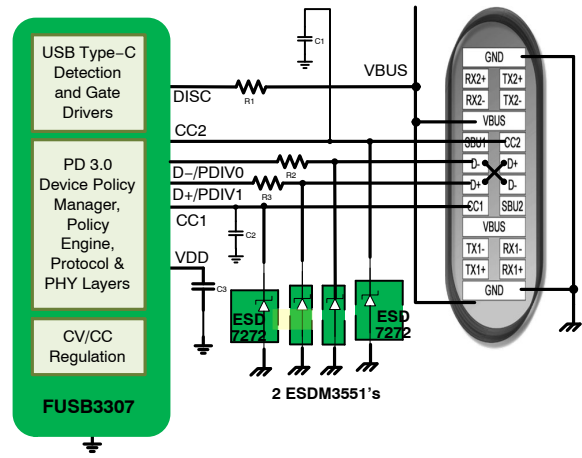 USB Type-C
Detection
and Gate
Drivers
PD 3.0
Device Policy
Manager,
Policy
Engine,
Protocol &
PHY Layers
CV/CC
Regulation
FUSB3307
DISC
CC2
D-/PDIV0
D+/PDIV1
CC1
VDD
R1
R2
R3
C1
C2
C3
VBUS
ESD
7272
ESD
7272
2 ESDM3551's
GND
RX2+ TX2+
RX2- TX2-
VBUS
SBU1 CC2
D- D+
D+ D-
CC1 SBU2
VBUS
TX1- RX1-
TX1+ RX1+
GND